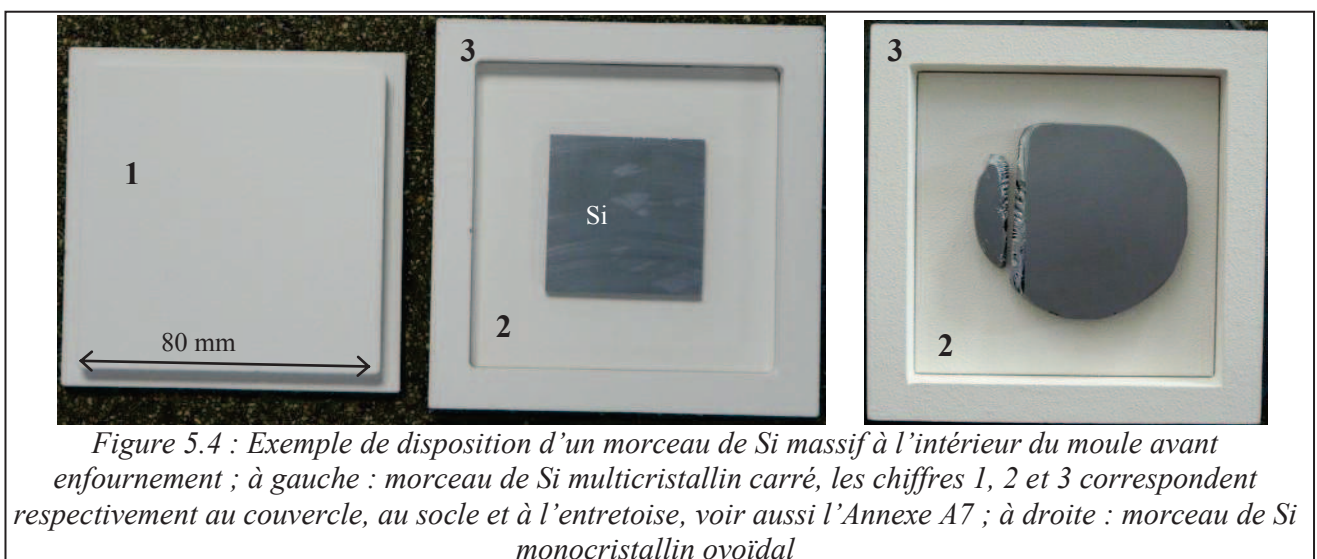 3
3
1
Si
2
2
80 mm
Figure 5.4 : Exemple de disposition d’un morceau de Si massif à l’intérieur du moule avant
enfournement ; à gauche : morceau de Si multicristallin carré, les chiffres 1, 2 et 3 correspondent
respectivement au couvercle, au socle et à l’entretoise, voir aussi l’Annexe A7 ; à droite : morceau de Si
monocristallin ovoïdal